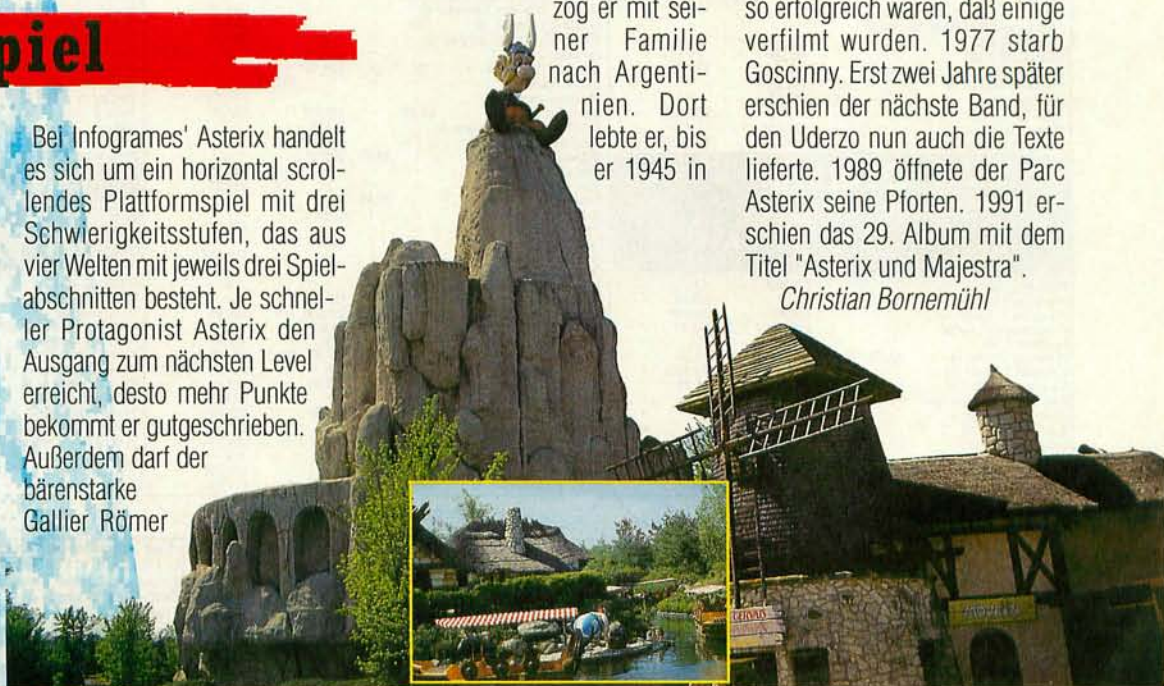 piel
Bei Infogrames' Asterix handelt
es sich um ein horizontal scrol-
lendes Plattformspiel mit drei
Schwierigkeitsstufen, das aus
vier Welten mit jeweils drei Spiel-
abschnitten besteht. Je schnel-
ler Protagonist Asterix den
Ausgang zum nächsten Level
erreicht, desto mehr Punkte
bekommt er gutgeschrieben.
Außerdem darf der
bärenstarke
Gallier Römer
zog er mit sei-
ner Familie
nach Argenti-
nien. Dort
lebte er, bis
er 1945 in
so erfolgreich waren, daß einige
verfilmt wurden. 1977 starb
Goscinny. Erst zwei Jahre später
erschien der nächste Band, für
den Uderzo nun auch die Texte
lieferte. 1989 öffnete der Parc
Asterix seine Pforten. 1991 er-
schien das 29. Album mit dem
Titel "Asterix und Majestra".
Christian Bornemühl